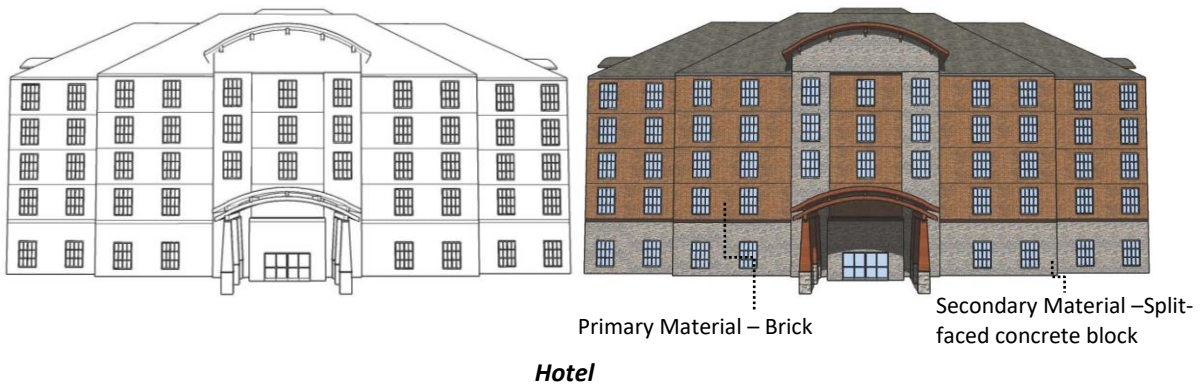 Primary Material – Brick
Secondary Material –Split-
faced concrete block
Hotel